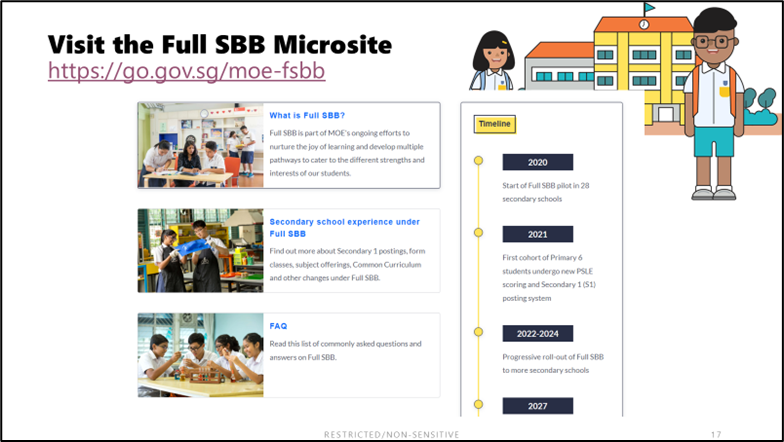 Visit the Full SBB Microsite
https://go.gov.sg/moe-fsbb
What is Full SBB?
Full SBB is part of MOE's ongoing efforts to
nurture the joy of learning and develop multiple
pathways to cater to the different strengths and
interests of our students.
Secondary school experience under
Full SBB
Find out more about Secondary 1 postings, form
classes, subject offerings, Common Curriculum
and other changes under Full SBB.
FAQ
Read this list of commonly asked questions and
answers on Full SBB.
Timeline
2020
Start of Full SBB pilot in 28
secondary schools
2021
First cohort of Primary 6
students undergo new PSLE
scoring and Secondary 1 (S1)
posting system
2022-2024
Progressive roll-out of Full SBB
to more secondary schools
2027
RESTRICTED/NON-SENSITIVE
17